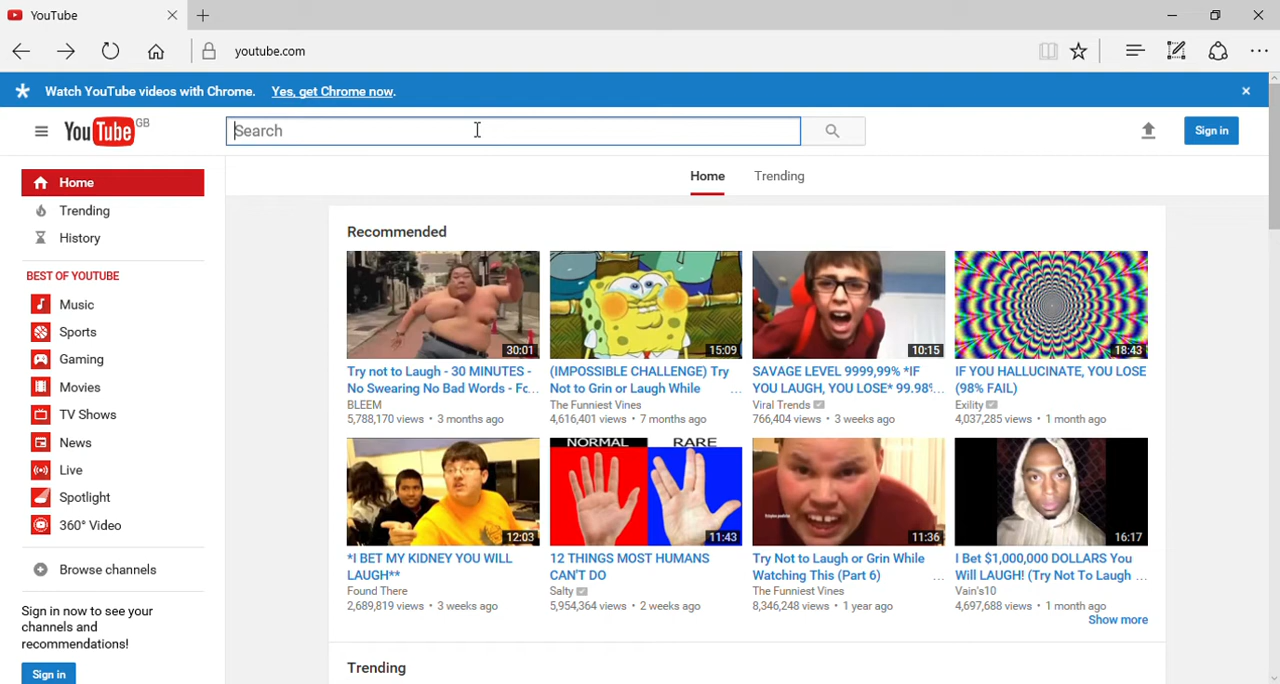 YouTube
youtube.com
Watch YouTube videos with Chrome. Yes, get Chrome now.
YouTube GB
Search
Sign in
Home
Trending
History
BEST OF YOUTUBE
Music
Sports
Gaming
Movies
TV Shows
News
Live
Spotlight
360° Video
Browse channels
Sign in now to see your
channels and
recommendations!
Sign in
Home Trending
Recommended
30:01
Try not to Laugh - 30 MINUTES -
No Swearing No Bad Words - Fc...
BLEEM
5,788,170 views • 3 months ago
15:09
(IMPOSSIBLE CHALLENGE) Try
Not to Grin or Laugh While ...
The Funniest Vines
4,616,401 views • 7 months ago
10:15
SAVAGE LEVEL 9999,99% *IF
YOU LAUGH, YOU LOSE* 99.98%...
Viral Trends
766,404 views • 3 weeks ago
18:43
IF YOU HALLUCINATE, YOU LOSE
(98% FAIL)
Exility
4,037,285 views • 1 month ago
12:03
*I BET MY KIDNEY YOU WILL
LAUGH**
Found There
2,689,819 views • 3 weeks ago
NORMAL RARE
11:43
12 THINGS MOST HUMANS
CAN'T DO
Salty
5,954,364 views • 2 weeks ago
11:36
Try Not to Laugh or Grin While
Watching This (Part 6) ...
The Funniest Vines
8,346,248 views • 1 year ago
16:17
I Bet $1,000,000 DOLLARS You
Will LAUGH! (Try Not To Laugh ...
Vain's10
4,697,688 views • 1 month ago
Show more
Trending